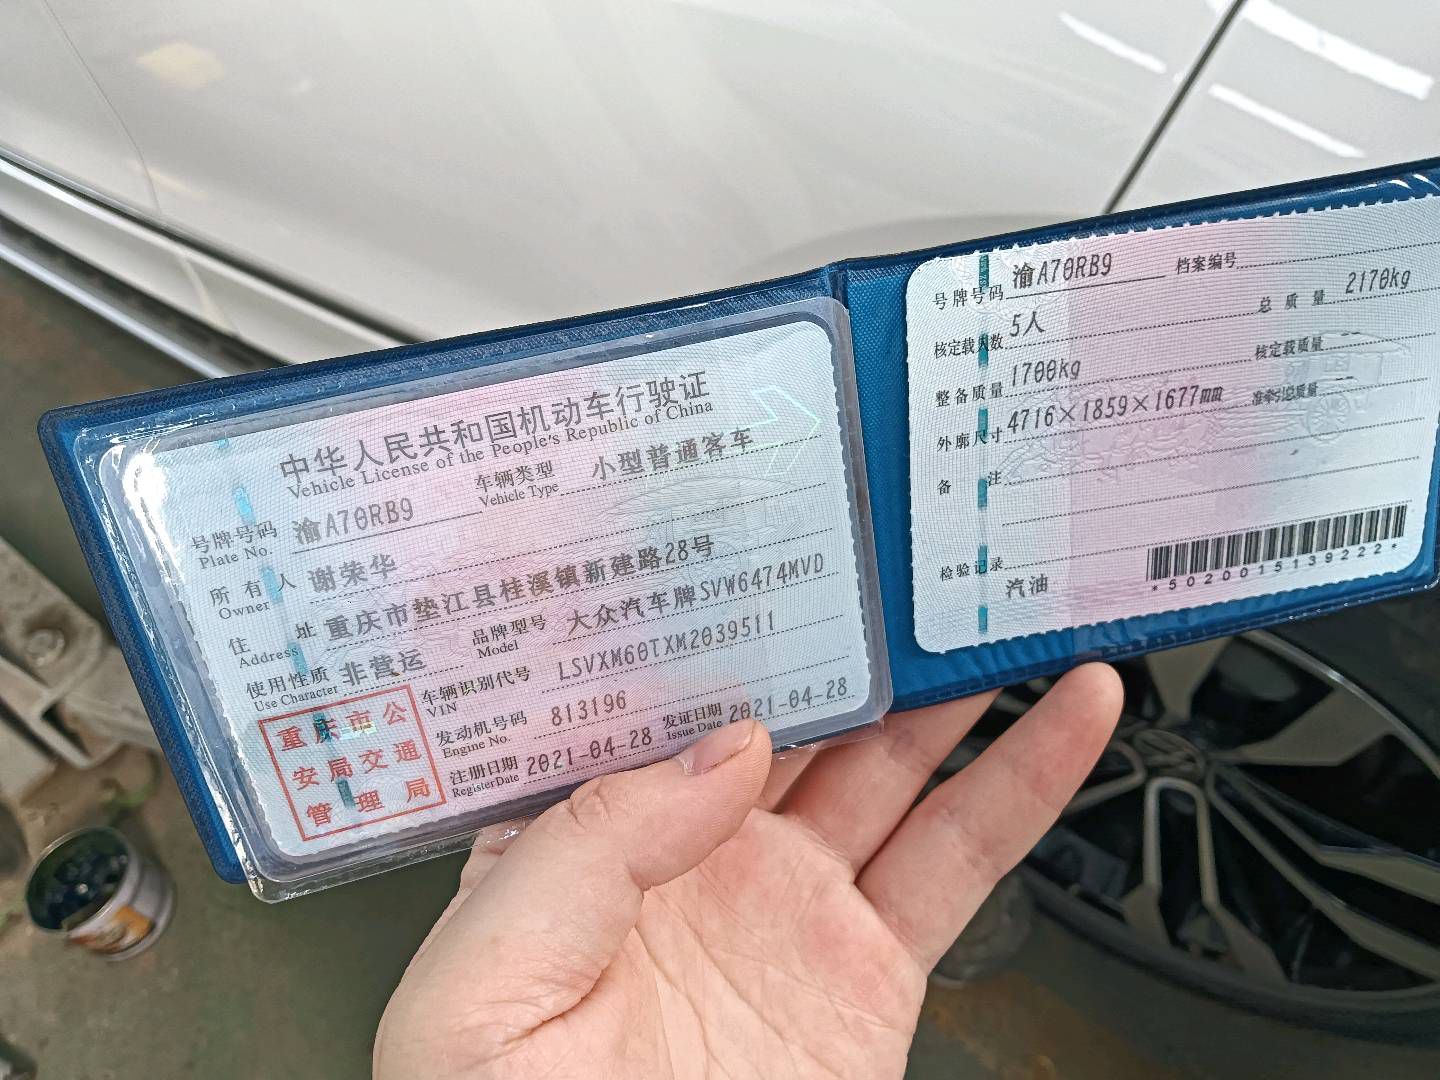 中华人民共和国机动车行驶证
Vehicle License of the People's Republic of China
号牌号码 渝A70RB9 车辆类型 小型普通客车
Plate No. Vehicle Type
所有人 谢荣华
Owner
住址 重庆市垫江县桂溪镇新建路28号
Address
使用性质 非营运 品牌型号 大众汽车牌SVW6474MVD
Use Character Model
车辆识别代号 LSVXM60TXM2039511
VIN
发动机号码 813196
Engine No.
注册日期 2021-04-28 发证日期 2021-04-28
Register Date Issue Date
重庆市公
安局交通
管理局
号牌号码 渝A70RB9 档案编号
核定载人数 5人 总质量 2170kg
整备质量 1700kg 核定载质量
外廓尺寸 4716×1859×1677mm 准牵引总质量
备注
检验记录
汽油
*5020015139222*